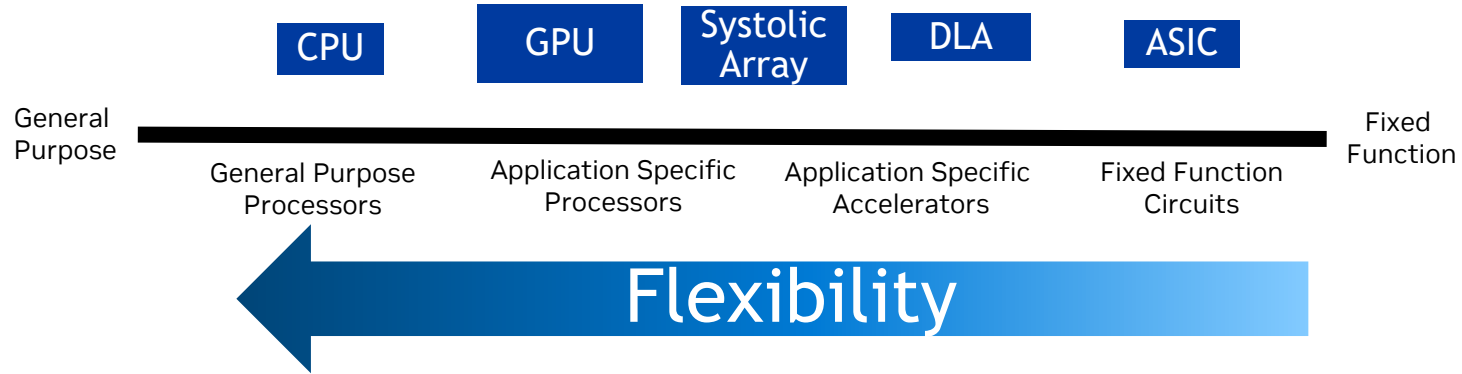 CPU
GPU
Systolic
Array
DLA
ASIC
General
Purpose
Fixed
Function
General Purpose
Processors
Application Specific
Processors
Application Specific
Accelerators
Fixed Function
Circuits
Flexibility